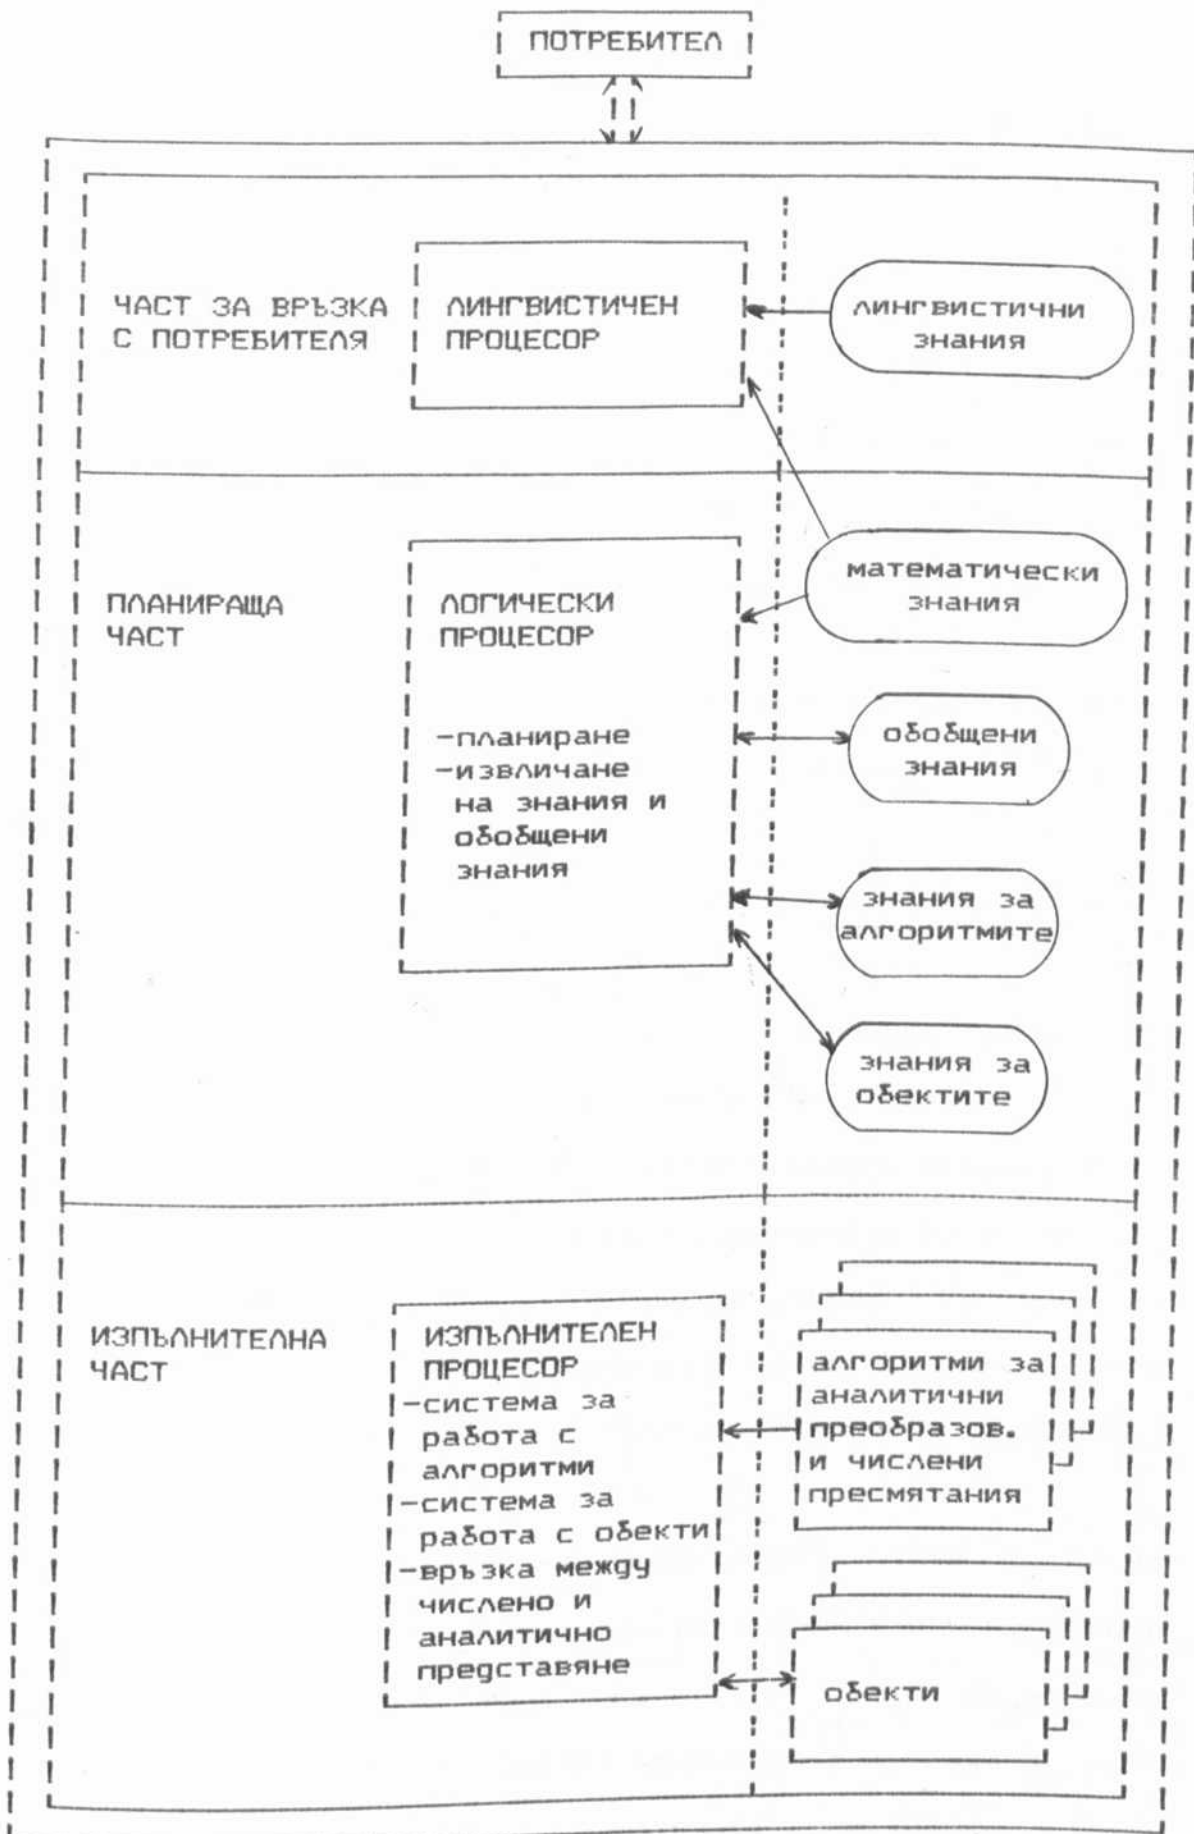 ПОТРЕБИТЕЛ
ЧАСТ ЗА ВРЪЗКА
С ПОТРЕБИТЕЛЯ
ЛИНГВИСТИЧЕН
ПРОЦЕСОР
лингвистични
знания
ПЛАНИРАЩА
ЧАСТ
ЛОГИЧЕСКИ
ПРОЦЕСОР
-планиране
-извличане
на знания и
обобщени
знания
математически
знания
обобщени
знания
знания за
алгоритмите
знания за
обектите
ИЗПЪЛНИТЕЛНА
ЧАСТ
ИЗПЪЛНИТЕЛЕН
ПРОЦЕСОР
-система за
работа с
алгоритми
-система за
работа с обекти
-връзка между
числено и
аналитично
представяне
алгоритми за
аналитични
преобразов.
и числени
пресмятания
обекти